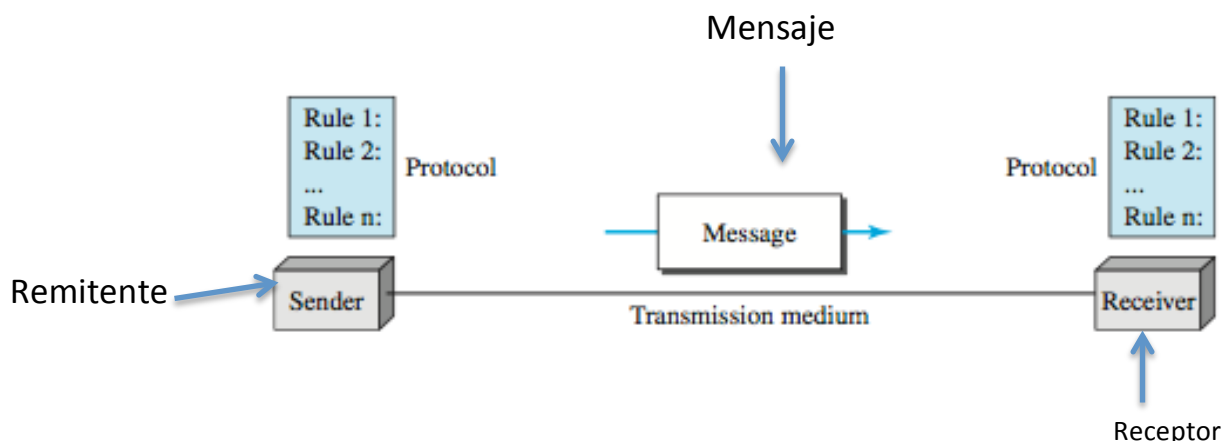 Mensaje
Rule 1:
Rule 2:
...
Rule n:
Protocol
Message
Protocol
Rule 1:
Rule 2:
...
Rule n:
Remitente
Sender
Transmission medium
Receiver
Receptor